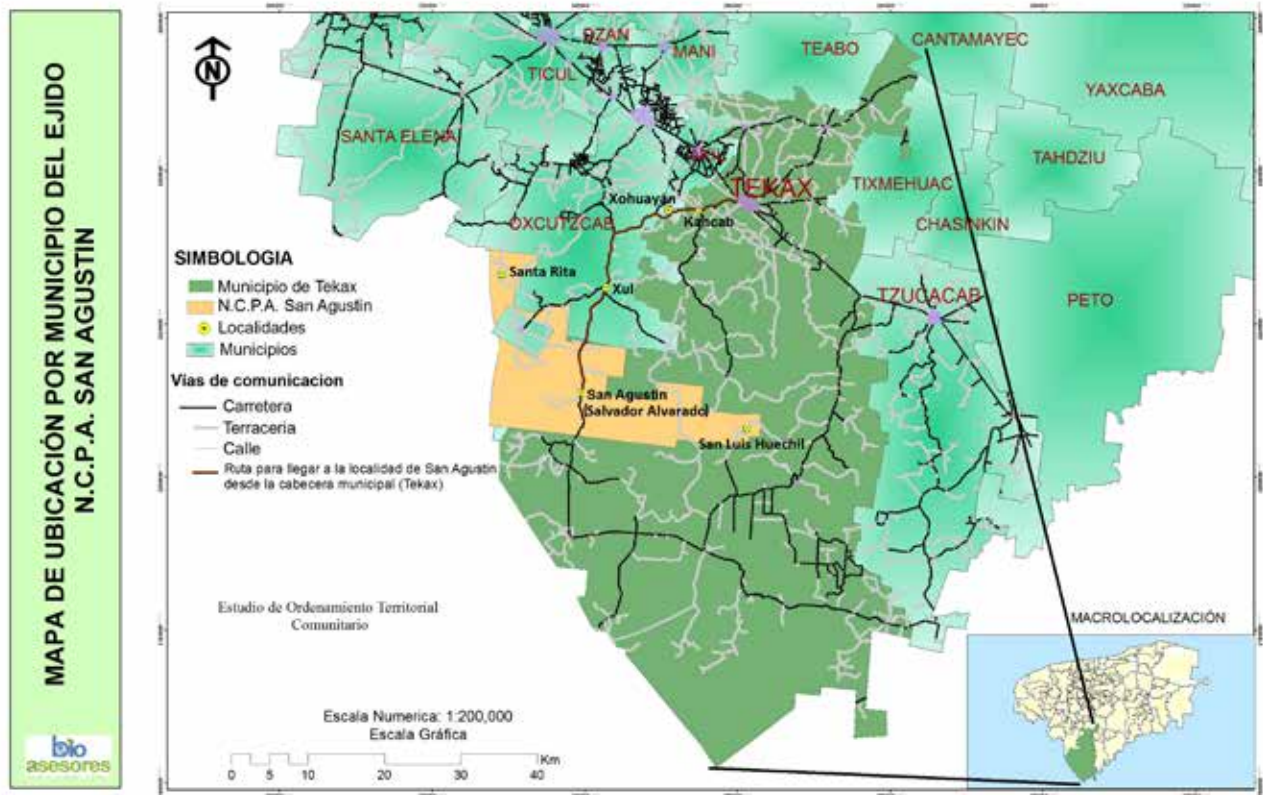 MAPA DE UBICACIÓN POR MUNICIPIO DEL EJIDO
N.C.P.A. SAN AGUSTIN
bio
asesores
N
DZAN
MANI
TEABO
CANTAMAYEC
TICUL
YAXCABA
SANTA ELENA
TAHDZIU
TEKAX
TIXMEHUAC
Xohuayan
Kancab
OXCUTZCAB
CHASINKIN
SIMBOLOGIA
Municipio de Tekax
N.C.P.A. San Agustin
Localidades
Municipios
Santa Rita
Xul
TZUCACAB
PETO
Vias de comunicacion
Carretera
Terraceria
Calle
Ruta para llegar a la localidad de San Agustin
desde la cabecera municipal (Tekax)
San Agustin
(Salvador Alvarado)
San Luis Huechil
Estudio de Ordenamiento Territorial
Comunitario
MACROLOCALIZACIÓN
Escala Numerica: 1:200,000
Escala Gráfica
Km
0 5 10 20 30 40